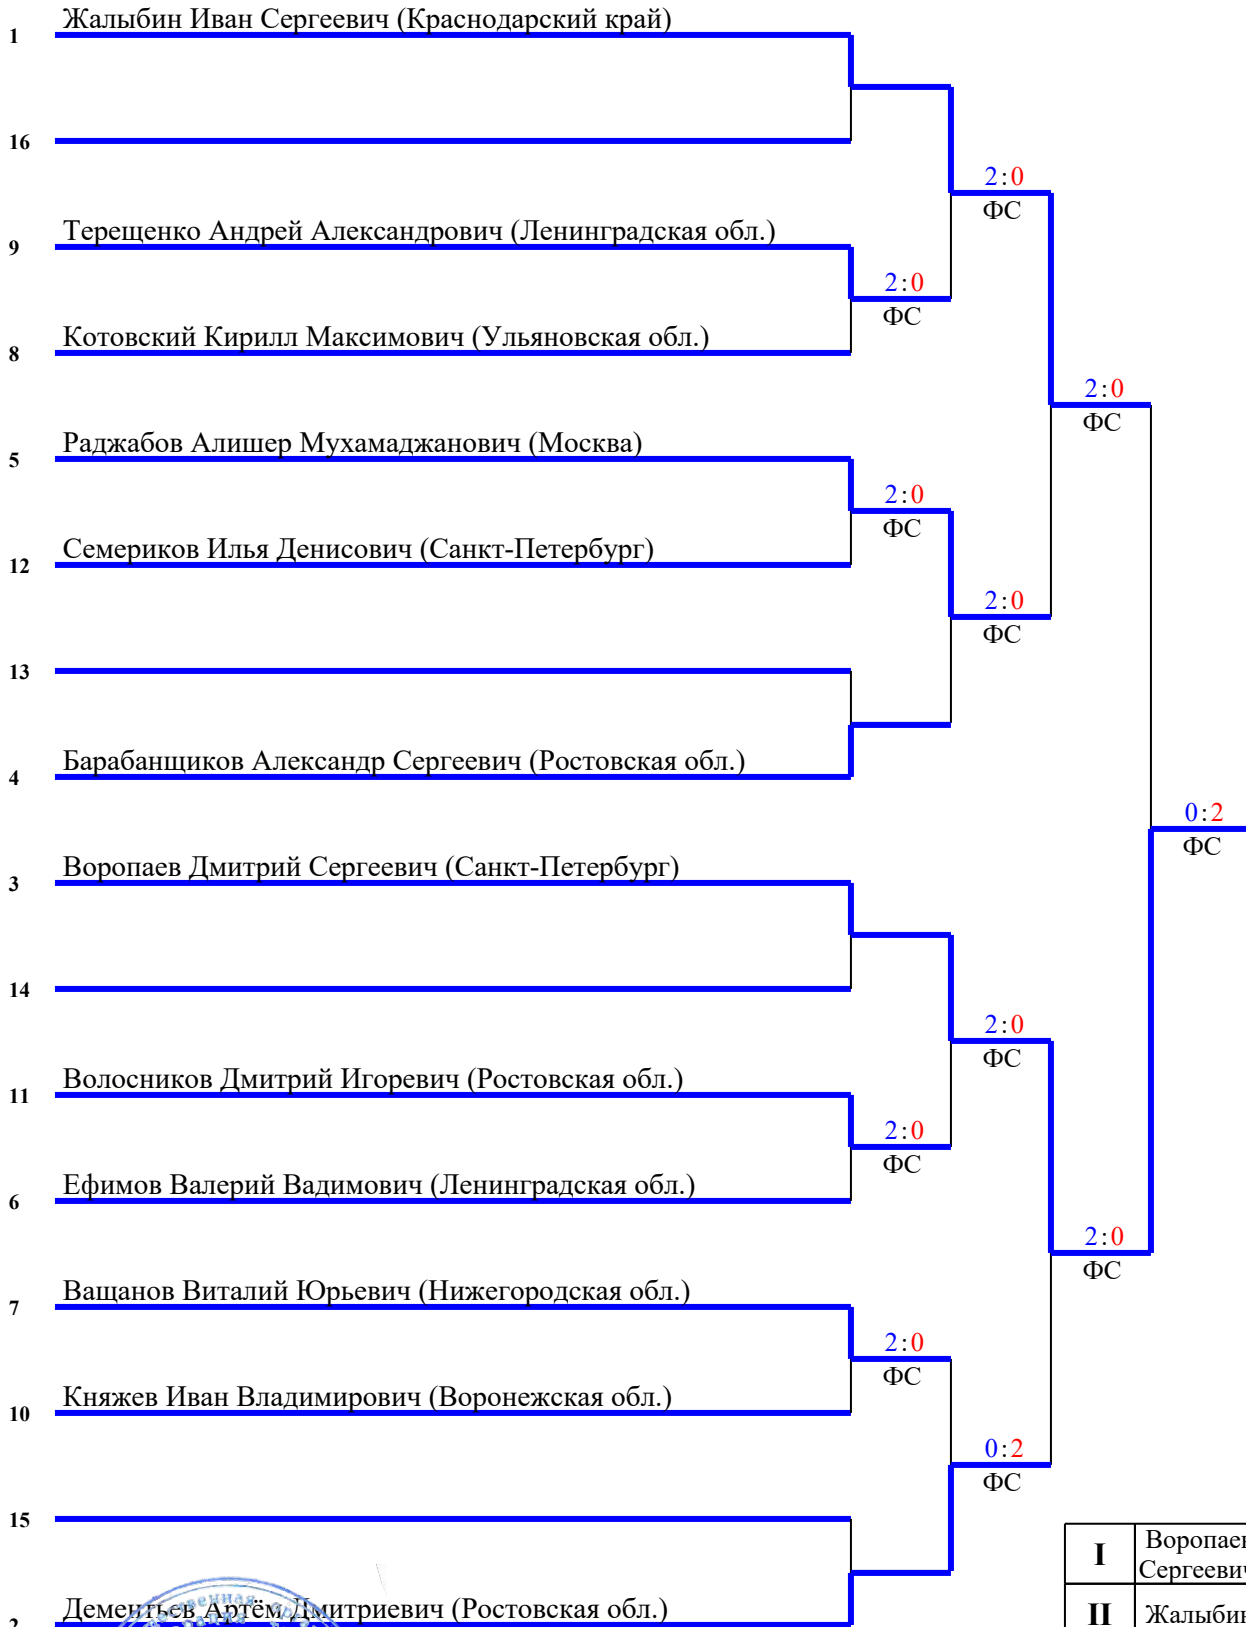 Жалыбин Иван Сергеевич (Краснодарский край)
1
16
2:0
ФС
Терещенко Андрей Александрович (Ленинградская обл.)
9
2:0
ФС
Котовский Кирилл Максимович (Ульяновская обл.)
8
2:0
ФС
Раджабов Алишер Мухамаджанович (Москва)
5
2:0
ФС
Семериков Илья Денисович (Санкт-Петербург)
12
2:0
ФС
13
Барабанщиков Александр Сергеевич (Ростовская обл.)
4
0:2
ФС
Воропаев Дмитрий Сергеевич (Санкт-Петербург)
3
14
2:0
ФС
Волосников Дмитрий Игоревич (Ростовская обл.)
11
2:0
ФС
Ефимов Валерий Вадимович (Ленинградская обл.)
6
2:0
ФС
Ващанов Виталий Юрьевич (Нижегородская обл.)
7
2:0
ФС
Княжев Иван Владимирович (Воронежская обл.)
10
0:2
ФС
15
I
Воропаев
Сергеевич
Дементьев Артём Дмитриевич (Ростовская обл.)
2
II
Жалыбин